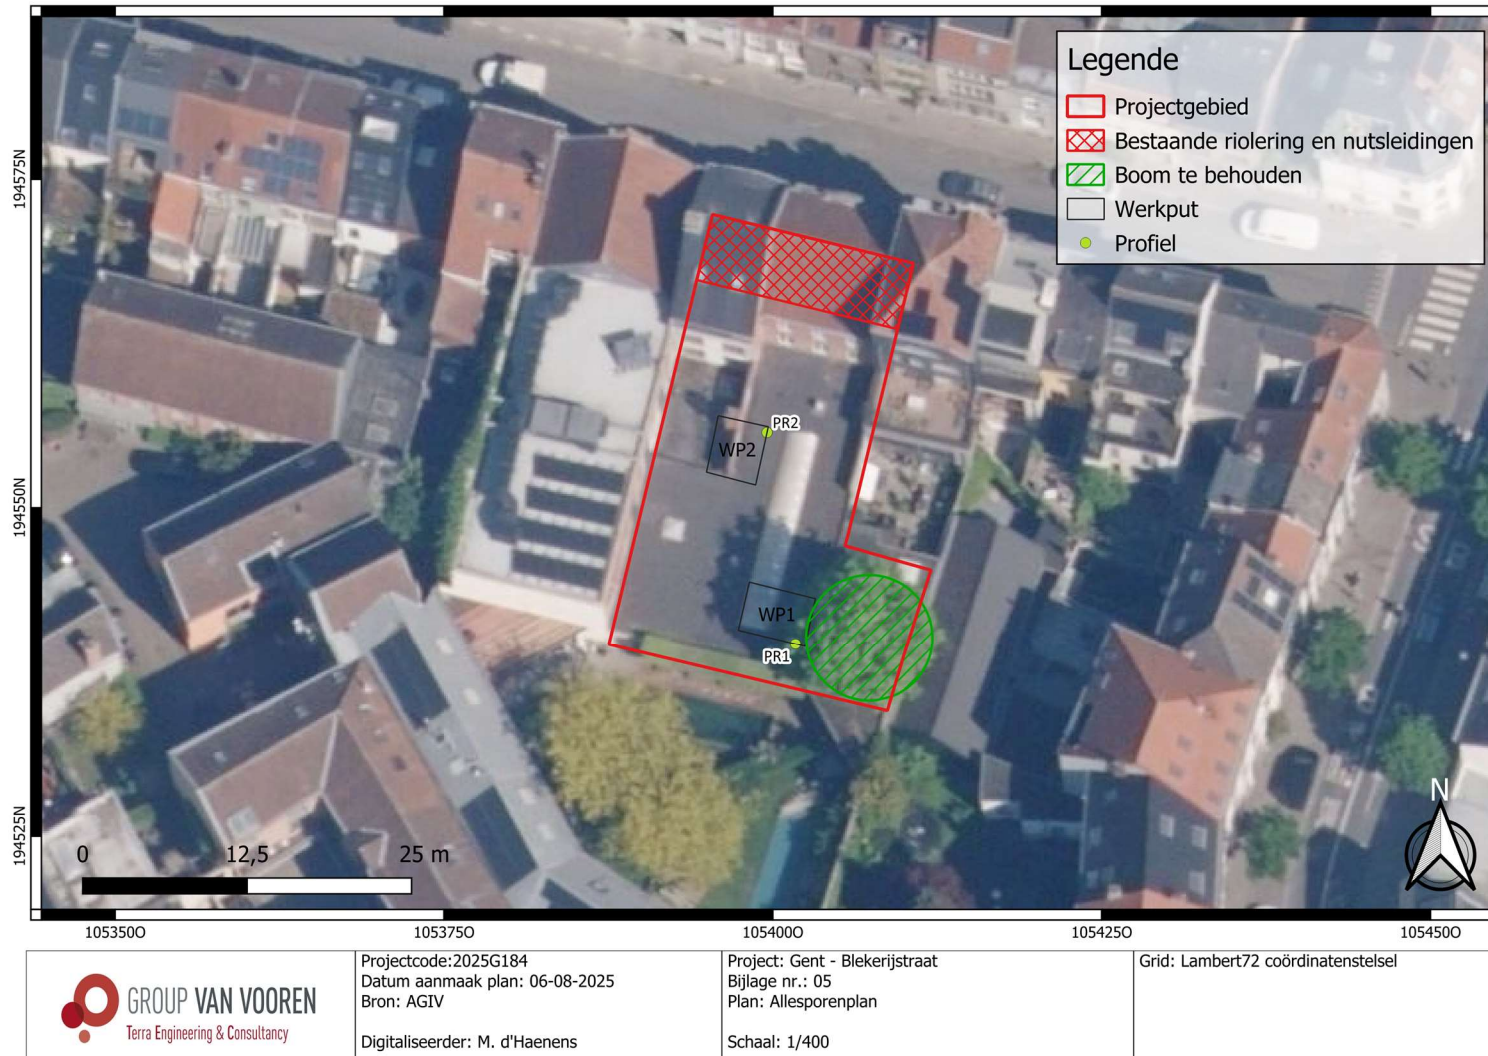 Legende
Projectgebied
Bestaande riolering en nutsleidingen
Boom te behouden
Werkput
Profiel
194575N
194550N
194525N
PR2
WP2
WP1
PR1
N
0 12,5 25 m
105350O 105375O 105400O 105425O 105450O
GROUP VAN VOOREN
Terra Engineering & Consultancy
Projectcode:2025G184
Datum aanmaak plan: 06-08-2025
Bron: AGIV
Digitaliseerder: M. d'Haenens
Project: Gent - Blekerijstraat
Bijlage nr.: 05
Plan: Allesporenplan
Schaal: 1/400
Grid: Lambert72 coördinatenstelsel